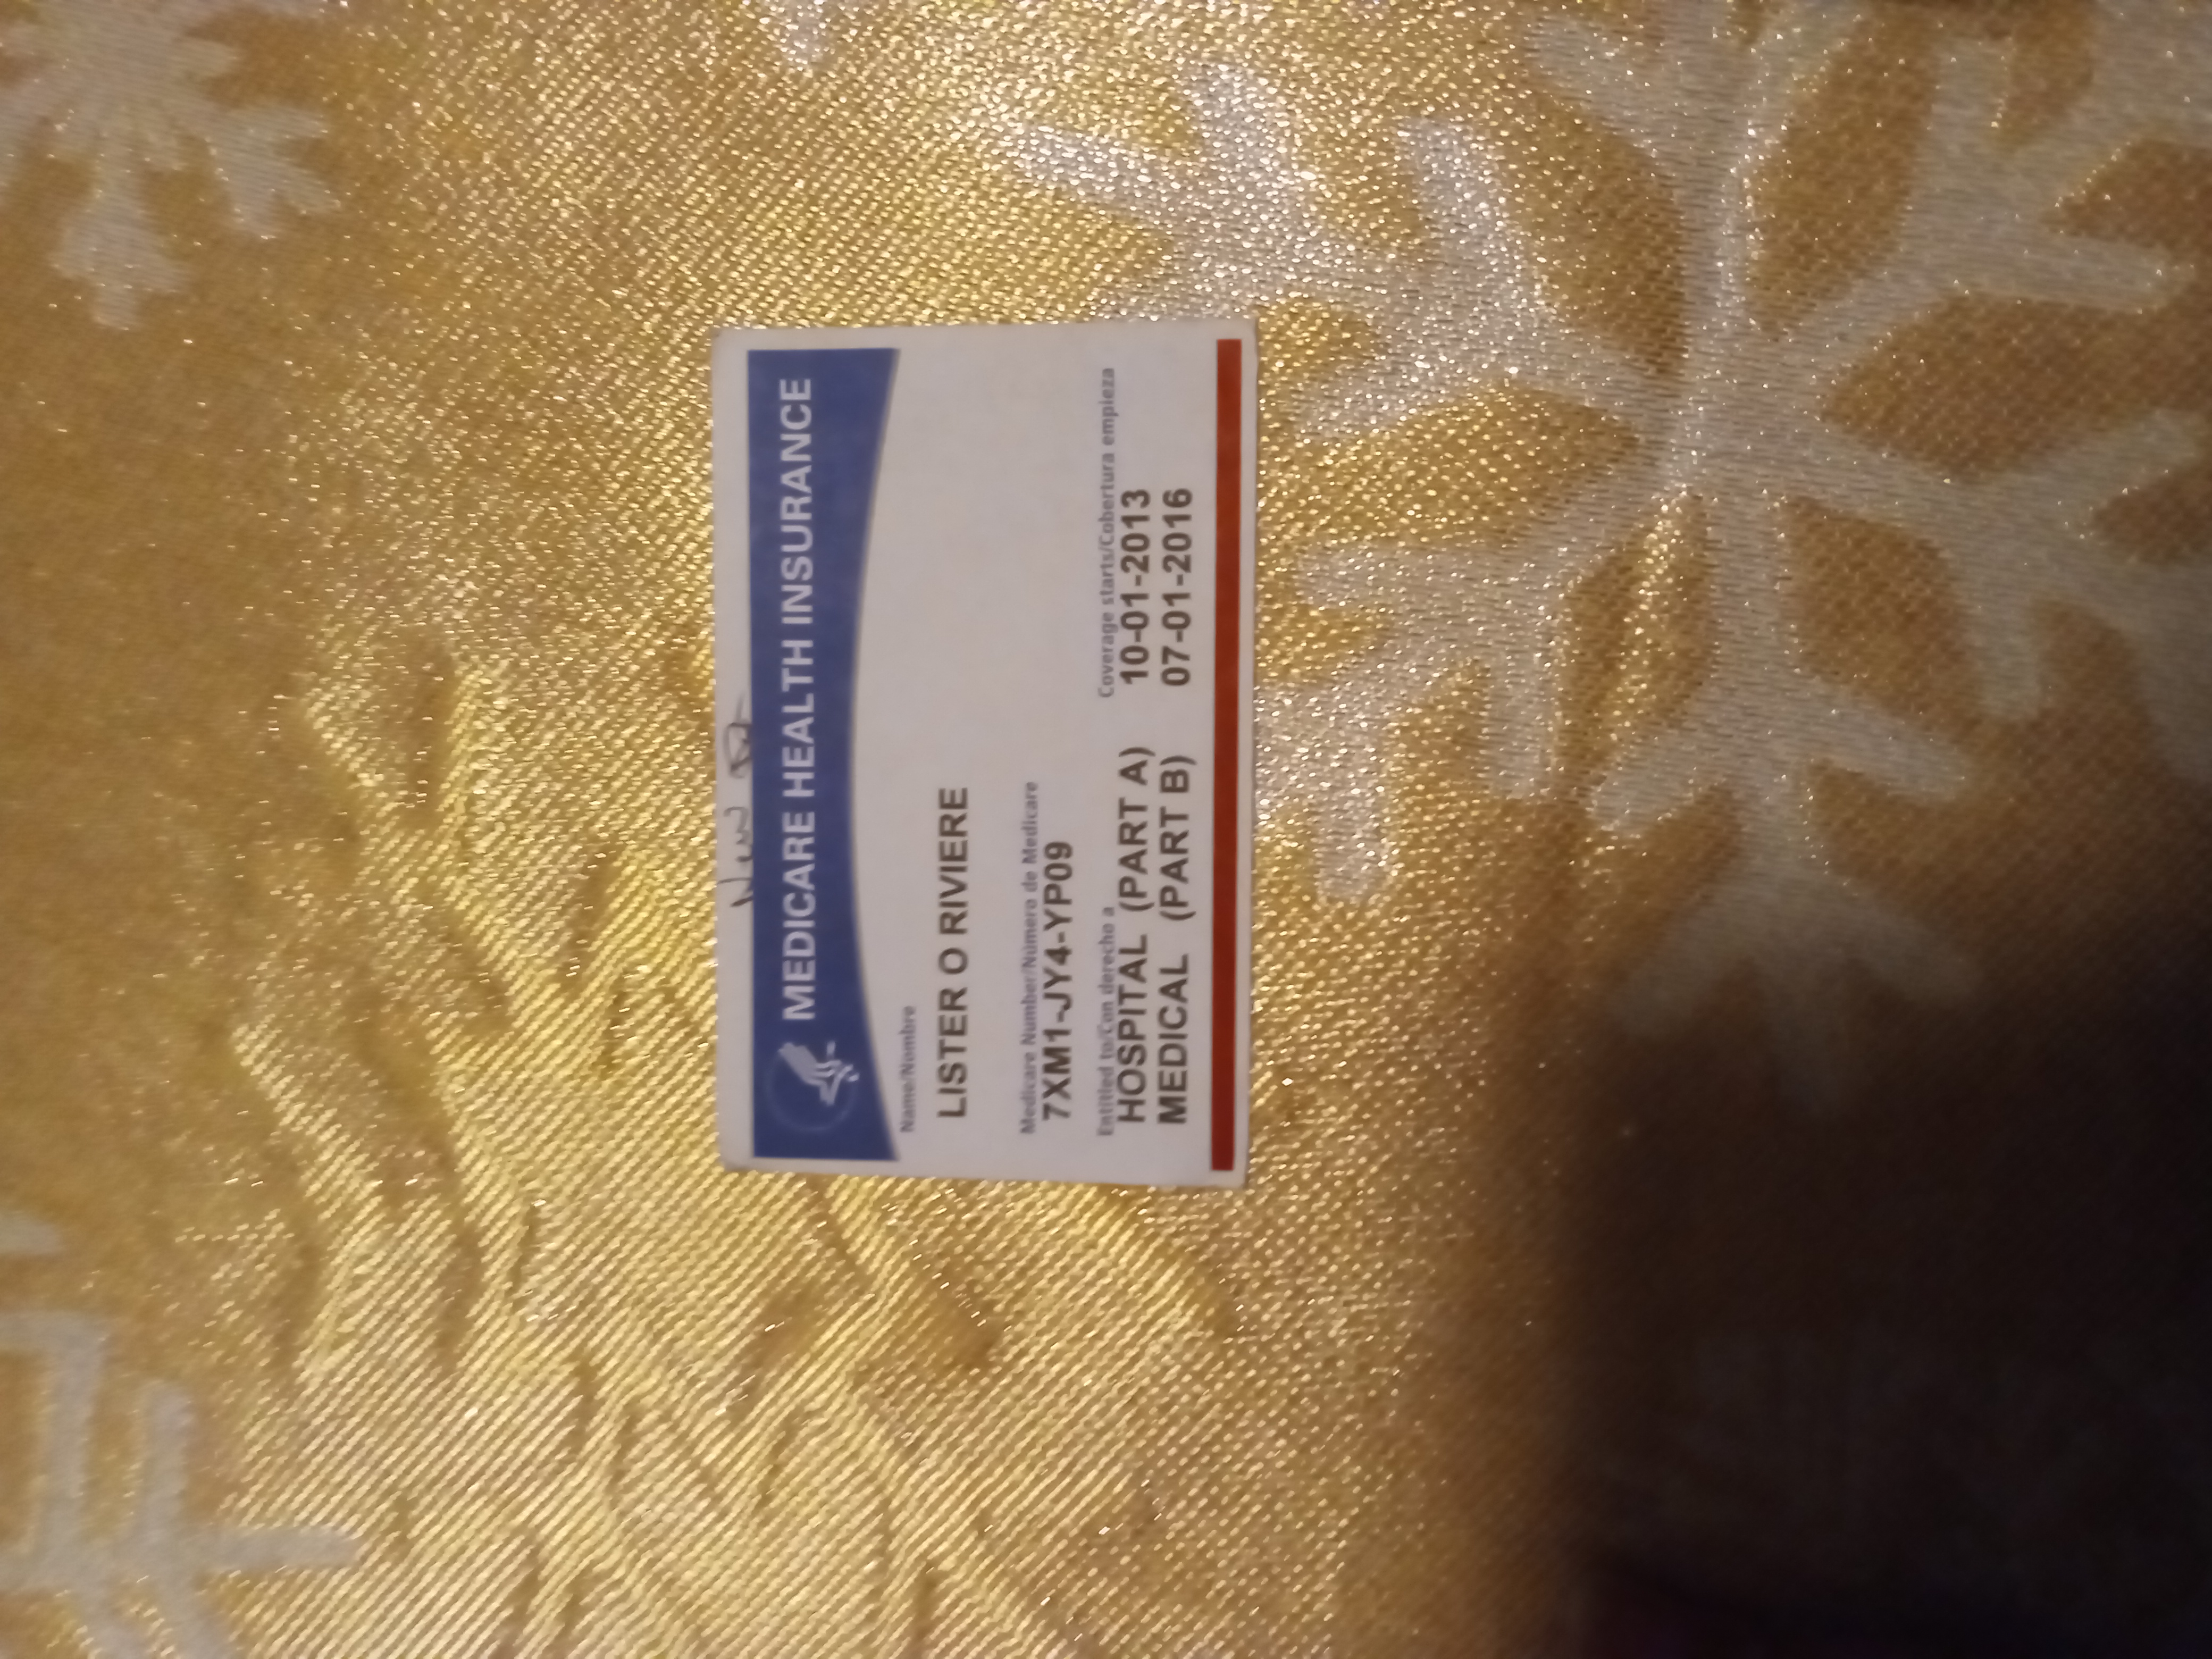 New
MEDICARE HEALTH INSURANCE
Name/Nombre
LISTER O RIVIERE
Medicare Number/Número de Medicare
7XM1-JY4-YP09
Entitled to/Con derecho a Coverage starts/Cobertura empieza
HOSPITAL (PART A) 10-01-2013
MEDICAL (PART B) 07-01-2016